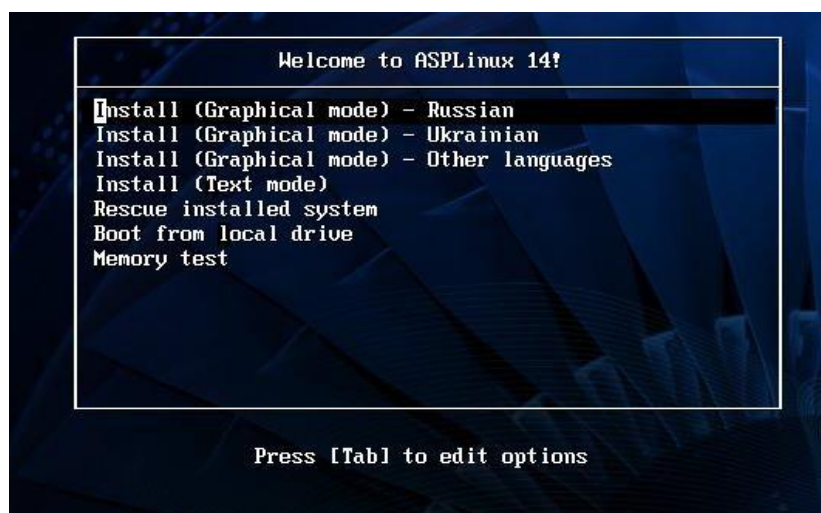 Welcome to ASPLinux 14!
Install (Graphical mode) - Russian
Install (Graphical mode) - Ukrainian
Install (Graphical mode) - Other languages
Install (Text mode)
Rescue installed system
Boot from local drive
Memory test
Press [Tab] to edit options